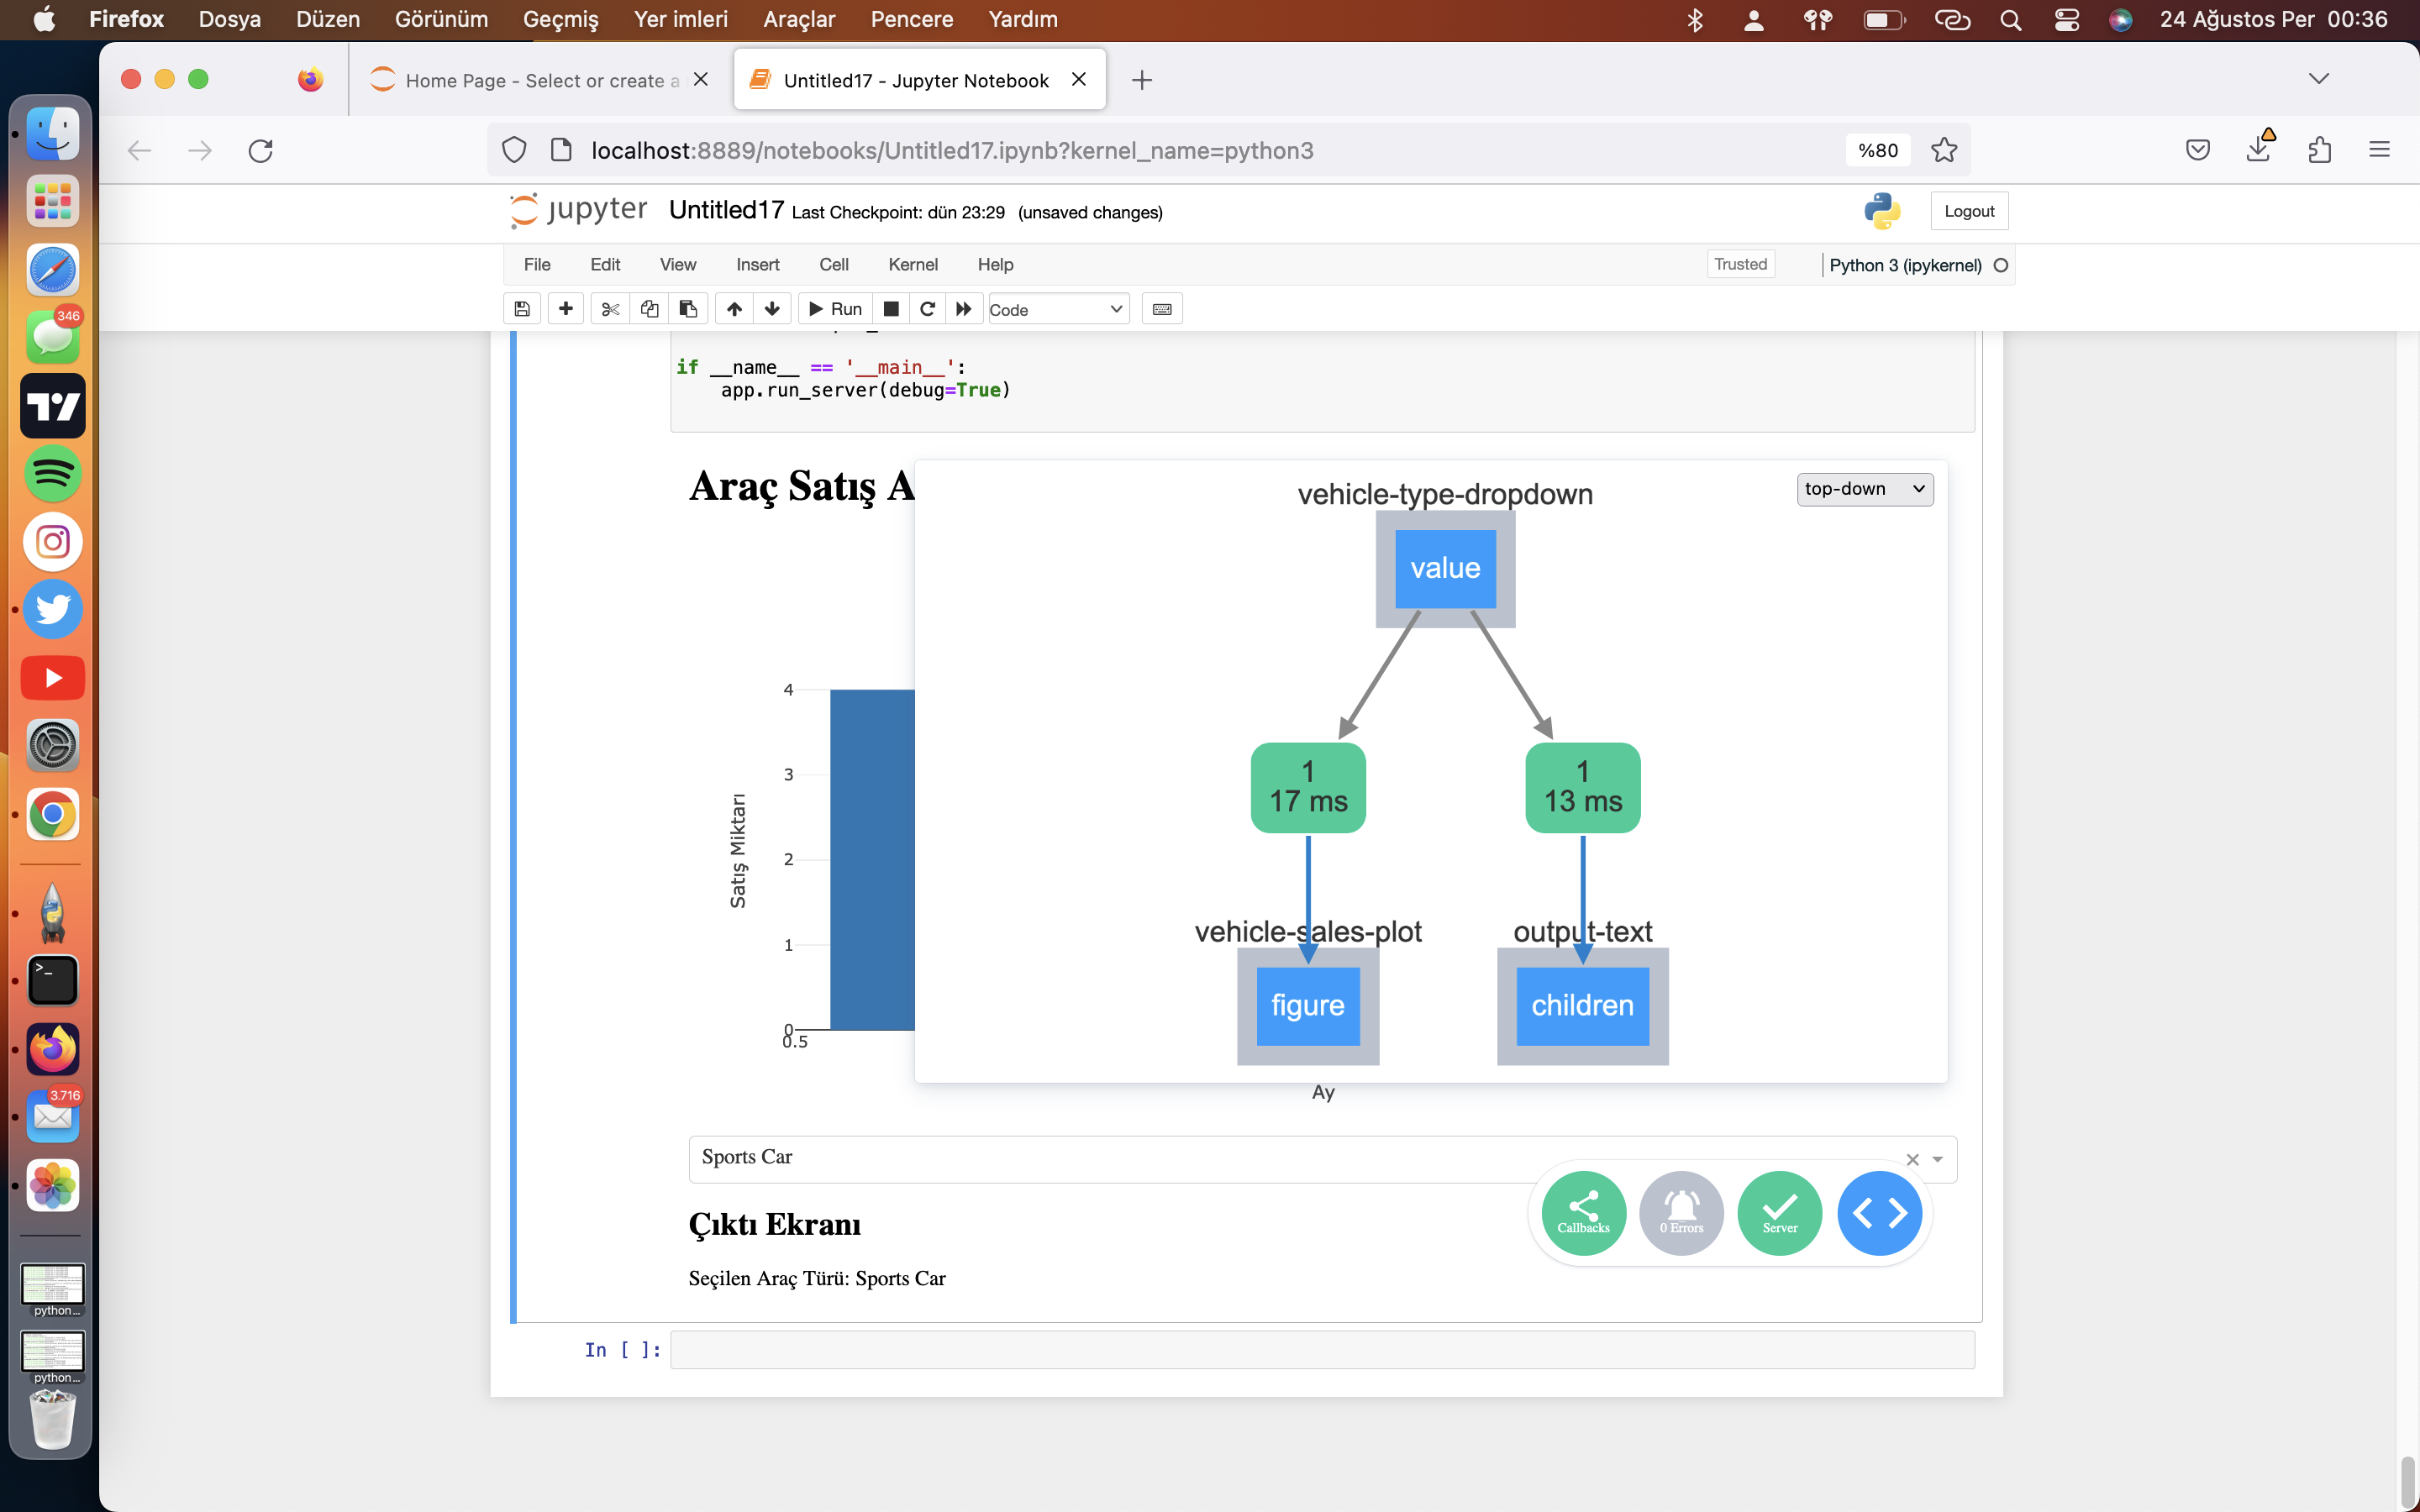 Firefox Dosya Düzen Görünüm Geçmiş Yer imleri Araçlar Pencere Yardım 24 Ağustos Per 00:36
Home Page - Select or create a
Untitled17 - Jupyter Notebook
localhost:8889/notebooks/Untitled17.ipynb?kernel_name=python3 %80
jupyter Untitled17 Last Checkpoint: dün 23:29 (unsaved changes) Logout
File Edit View Insert Cell Kernel Help Trusted Python 3 (ipykernel)
Run Code
if __name__ == '__main__':
app.run_server(debug=True)
Araç Satış A
top-down
vehicle-type-dropdown
value
1
17 ms
1
13 ms
vehicle-sales-plot
output-text
figure
children
4
3
2
1
0
0.5
Satış Miktarı
Ay
Sports Car
Callbacks
0 Errors
Server
Çıktı Ekranı
Seçilen Araç Türü: Sports Car
In [ ]:
346
3.716
python...
python...